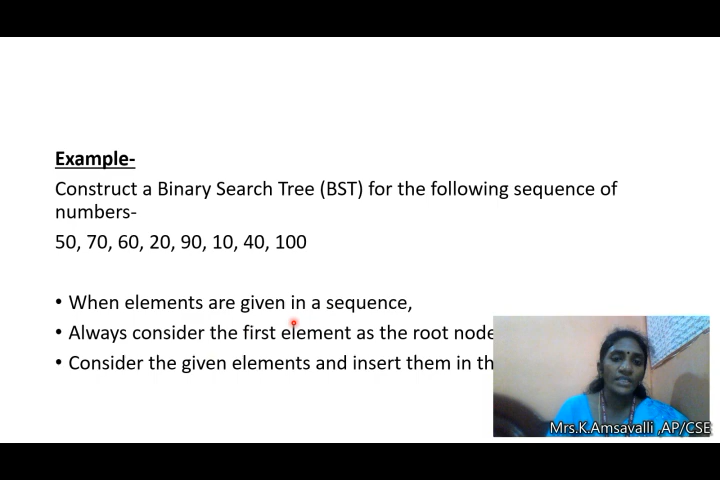 Example-
Construct a Binary Search Tree (BST) for the following sequence of
numbers-
50, 70, 60, 20, 90, 10, 40, 100
• When elements are given in a sequence,
• Always consider the first element as the root node
• Consider the given elements and insert them in th
Mrs.K.Amsavalli ,AP/CSE